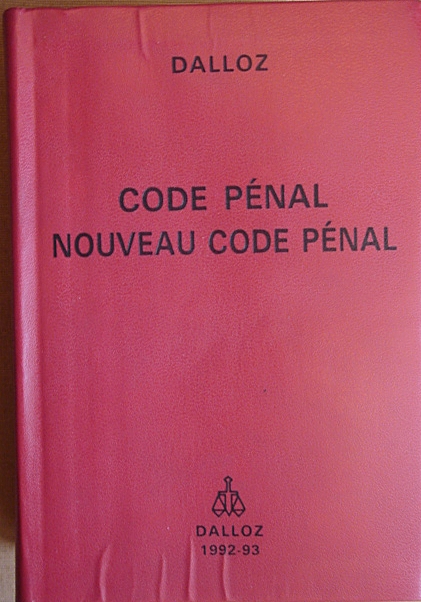 DALLOZ
CODE PÉNAL
NOUVEAU CODE PÉNAL
DALLOZ
1992-93